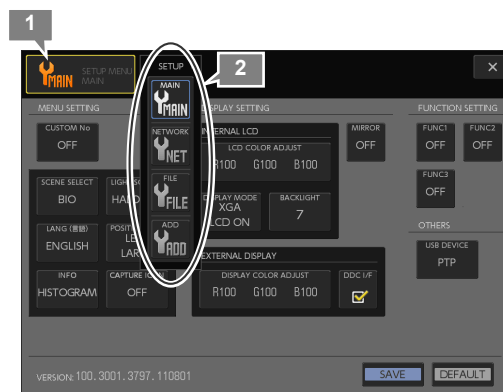 1
2
MAIN
SETUP MENU
MAIN
SETUP
×
MAIN
MAIN
NETWORK
NET
FILE
FILE
ADD
ADD
MENU SETTING
CUSTOM No
OFF
SCENE SELECT
BIO
LANG (言語)
ENGLISH
INFO
HISTOGRAM
CAPTURE
OFF
DISPLAY SETTING
INTERNAL LCD
LCD COLOR ADJUST
R100 G100 B100
MIRROR
OFF
DISPLAY MODE
XGA
LCD ON
BACKLIGHT
7
EXTERNAL DISPLAY
DISPLAY COLOR ADJUST
R100 G100 B100
DDC I/F
FUNCTION SETTING
FUNC1
OFF
FUNC2
OFF
FUNC3
OFF
OTHERS
USB DEVICE
PTP
VERSION: 100.3001.3797.110801
SAVE
DEFAULT